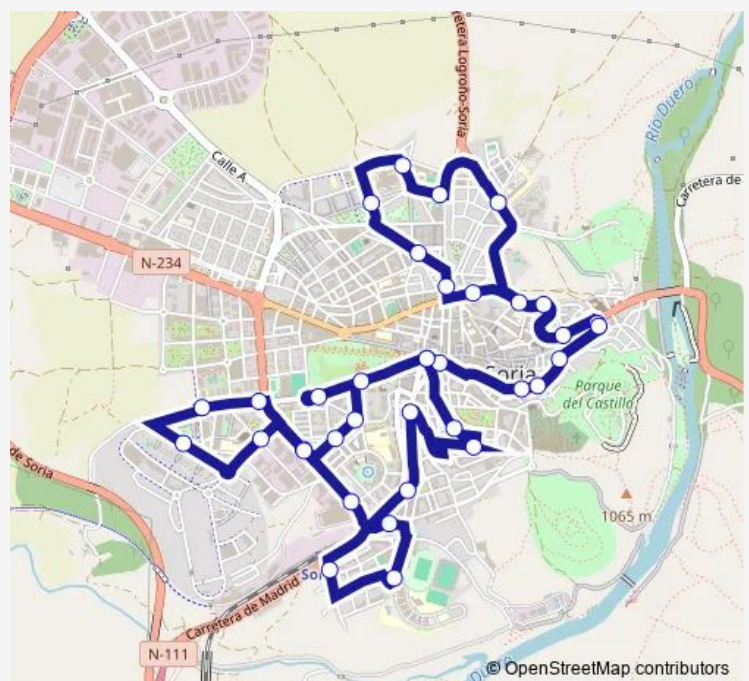 Carretera Logroño-Soria
Río Duero
Calle A
Carretera de
N-234
Soria
Parque
del Castillo
de Soria
1065 m
Carretera de Madrid
N-111
© OpenStreetMap contributors